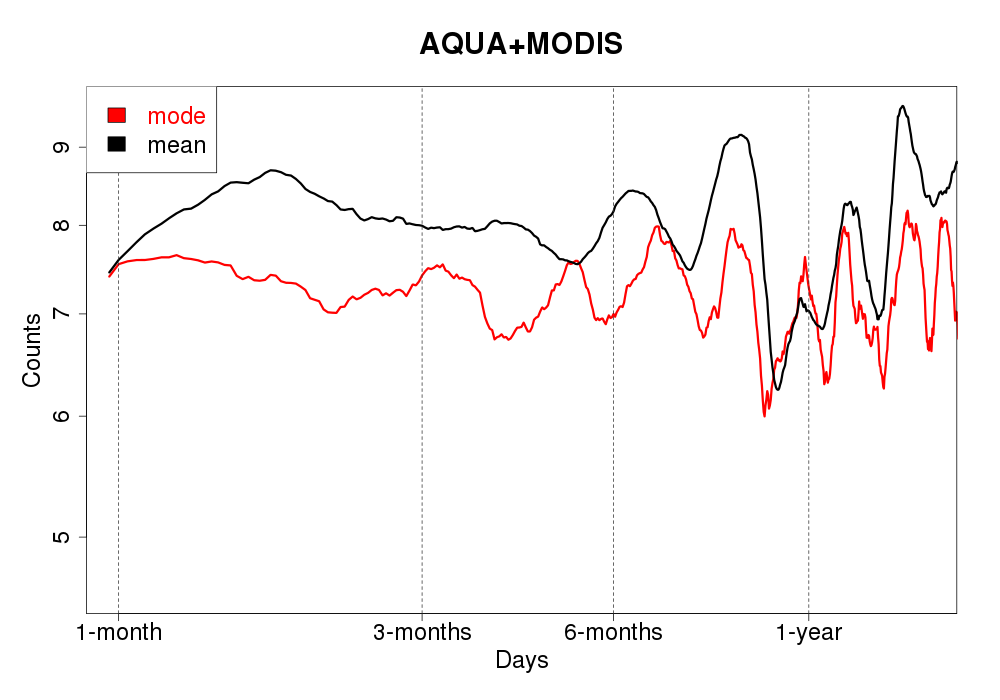 AQUA+MODIS
mode
mean
9
8
7
6
5
Counts
1-month
3-months
6-months
1-year
Days